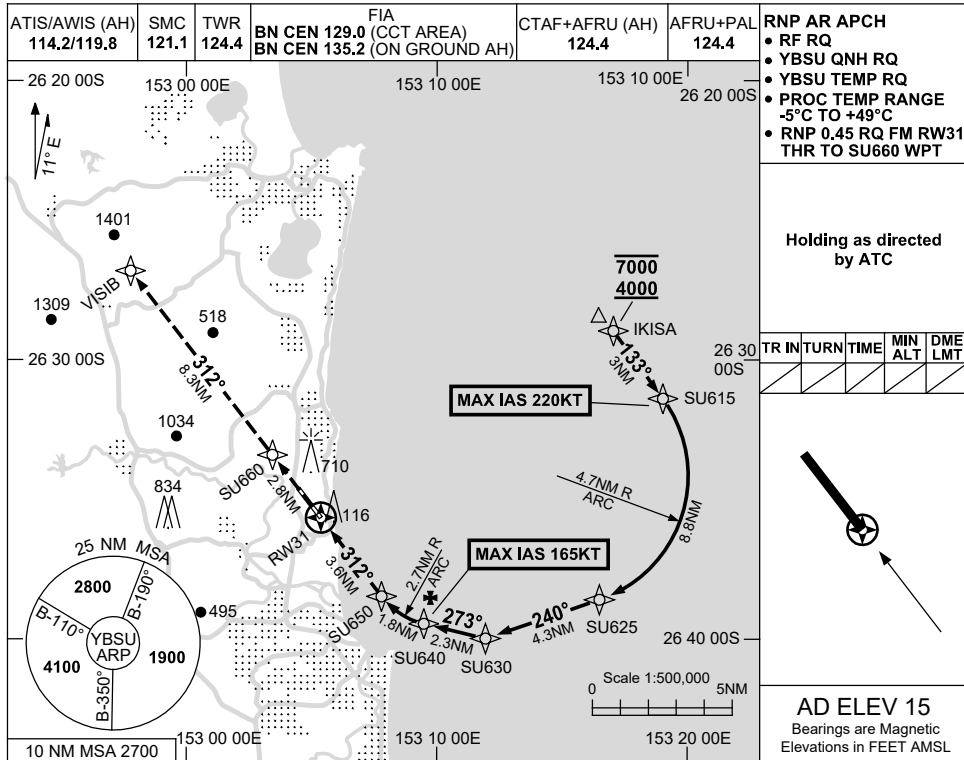 ATIS/AWIS (AH)
114.2/119.8
SMC
121.1
TWR
124.4
FIA
BN CEN 129.0 (CCT AREA)
BN CEN 135.2 (ON GROUND AH)
CTAF+AFRU (AH)
124.4
AFRU+PAL
124.4
RNP AR APCH
• RF RQ
• YBSU QNH RQ
• YBSU TEMP RQ
• PROC TEMP RANGE
-5°C TO +49°C
• RNP 0.45 RQ FM RW31
THR TO SU660 WPT
Holding as directed
by ATC
TR IN
TURN
TIME
MIN
ALT
DME
LMT
26 20 00S
153 00 00E
153 10 00E
26 20 00S
11° E
1401
VISIB
1309
518
7000
4000
IKISA
133°
3NM
26 30 00S
26 30
00S
312°
8.3NM
MAX IAS 220KT
SU615
1034
4.7NM R
ARC
8.8NM
SU660
710
2.8NM
834
116
RW31
25 NM MSA
2800
B-190°
B-110°
YBSU
ARP
4100
1900
B-350°
495
312°
3.6NM
2.7NM R
ARC
MAX IAS 165KT
SU650
1.8NM
273°
240°
SU625
2.3NM
4.3NM
SU640
SU630
26 40 00S
Scale 1:500,000
0
5NM
10 NM MSA 2700
153 00 00E
153 10 00E
153 20 00E
AD ELEV 15
Bearings are Magnetic
Elevations in FEET AMSL